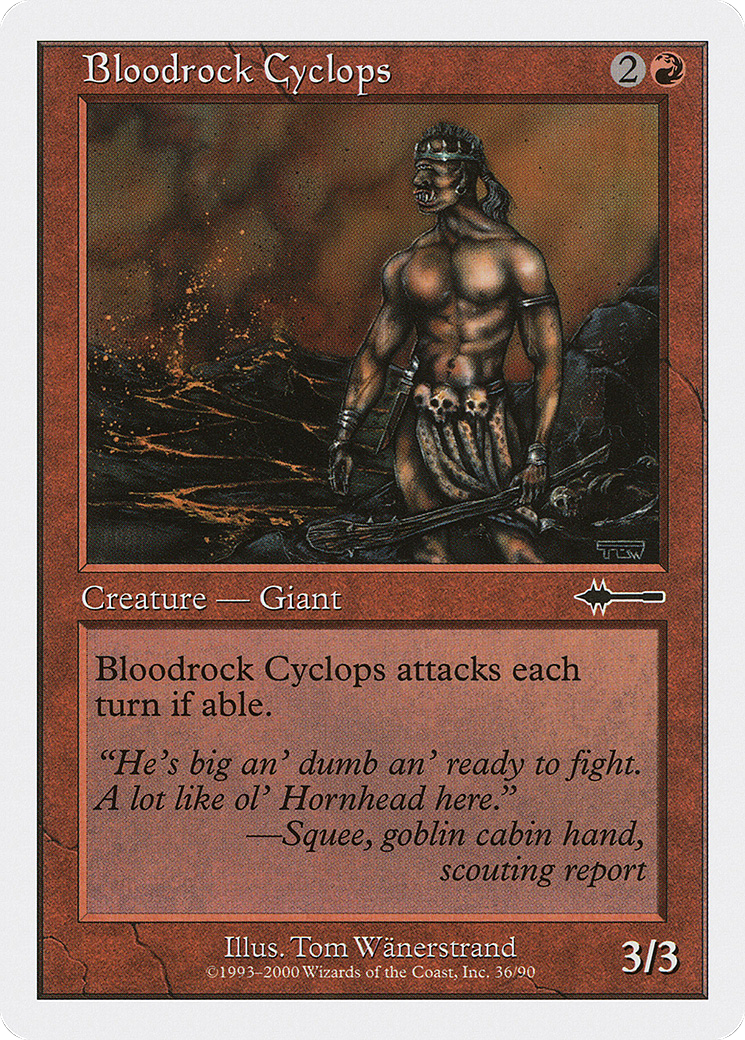 Bloodrock Cyclops 2
TCW
Creature — Giant
Bloodrock Cyclops attacks each
turn if able.
“He’s big an’ dumb an’ ready to fight.
A lot like ol’ Hornhead here.”
—Squee, goblin cabin hand,
scouting report
Illus. Tom Wänerstrand
©1993–2000 Wizards of the Coast, Inc. 36/90
3/3